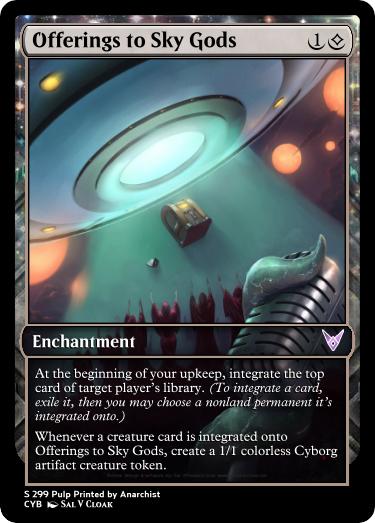 Offerings to Sky Gods 1
Enchantment
At the beginning of your upkeep, integrate the top
card of target player's library. (To integrate a card,
exile it, then you may choose a nonland permanent it's
integrated onto.)
Whenever a creature card is integrated onto
Offerings to Sky Gods, create a 1/1 colorless Cyborg
artifact creature token.
S 299 Pulp Printed by Anarchist
CYB Sal V Cloak